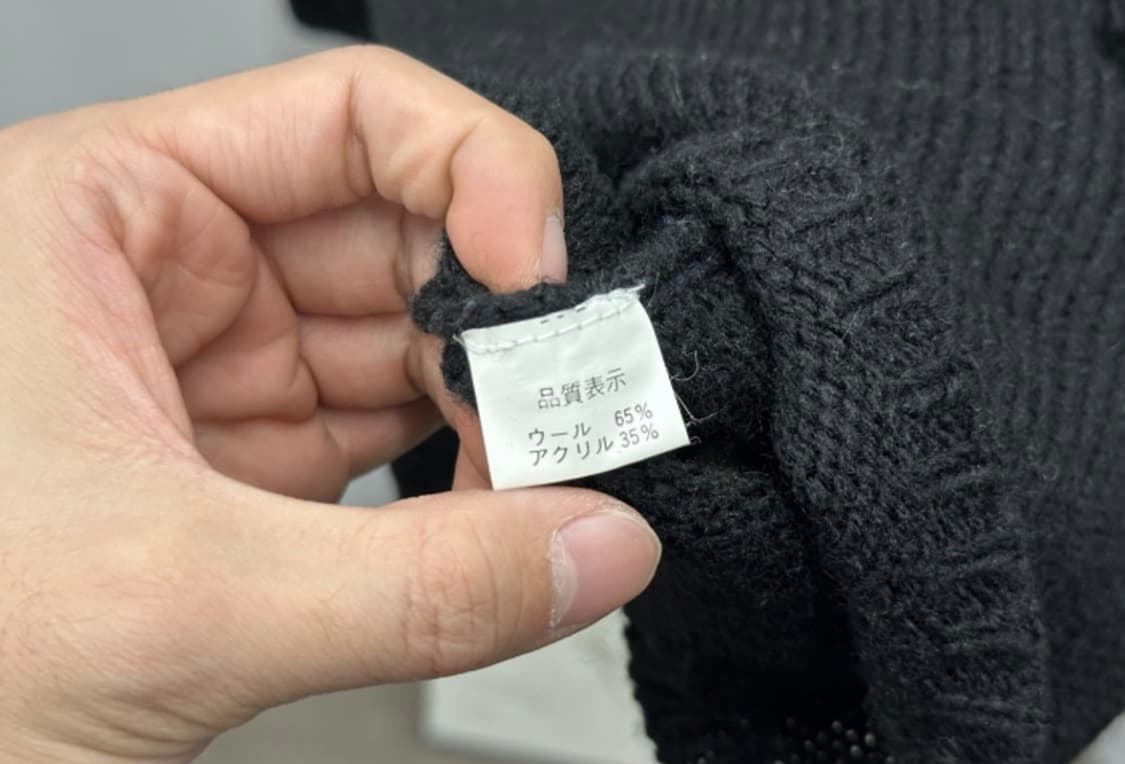 品質表示
ウール 65%
アクリル 35%